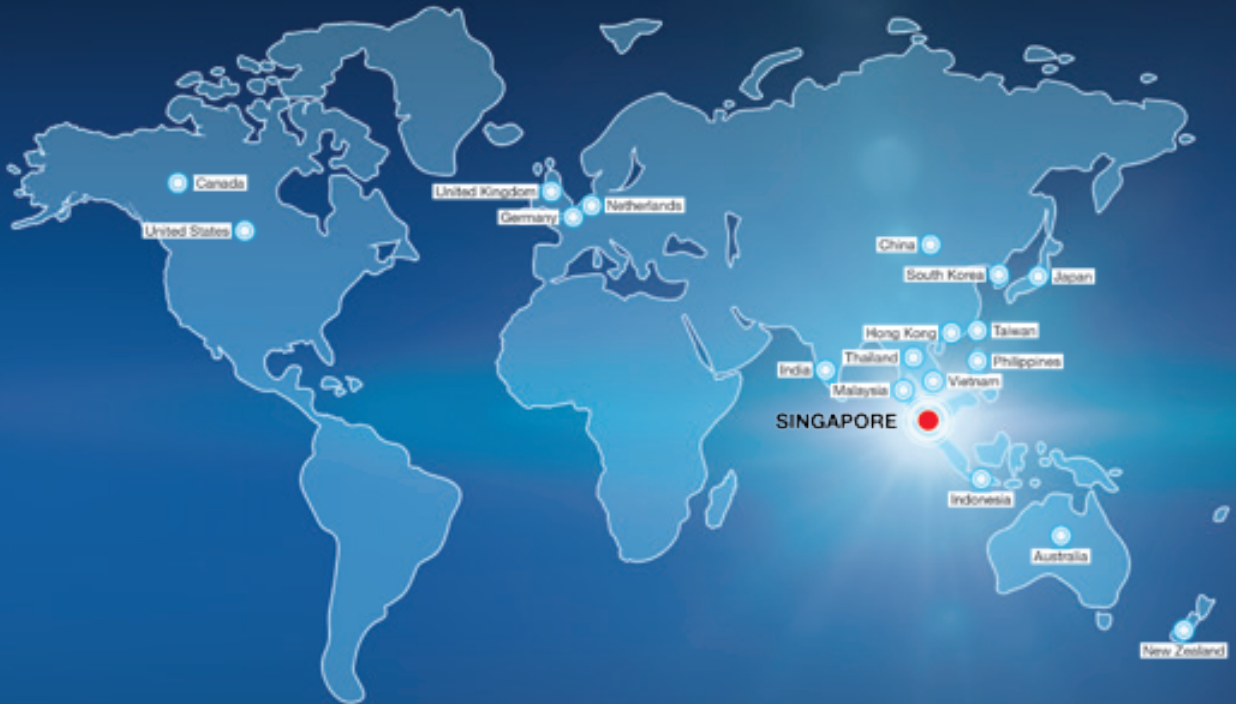 Canada
United Kingdom
Netherlands
Germany
United States
China
South Korea
Japan
Hong Kong
Taiwan
Thailand
Philippines
India
Vietnam
Malaysia
SINGAPORE
Indonesia
Australia
New Zealand